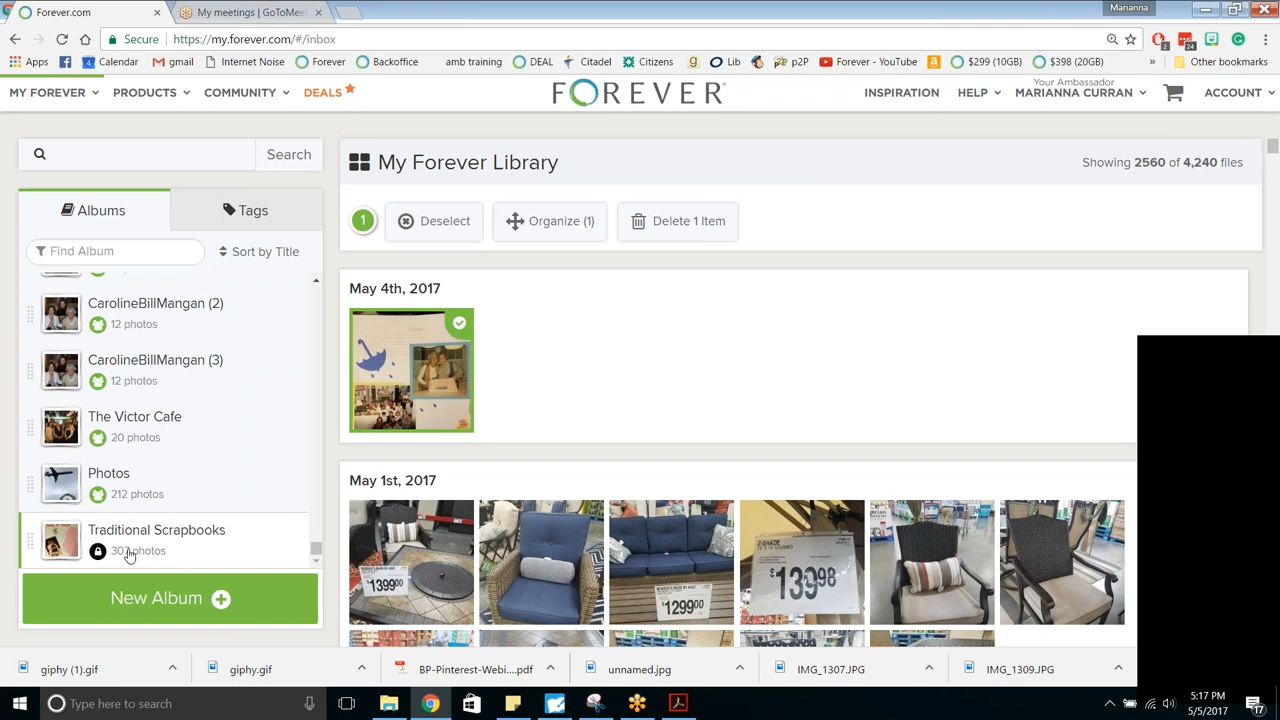 Forever.com
My meetings | GoToMee
Marianna
Secure
https://my.forever.com/#/inbox
2
24
Apps
Calendar
gmail
Internet Noise
Forever
Backoffice
amb training
DEAL
Citadel
Citizens
Lib
p2P
Forever - YouTube
$299 (10GB)
$398 (20GB)
»
Other bookmarks
MY FOREVER
PRODUCTS
COMMUNITY
DEALS
FOREVER
INSPIRATION
HELP
Your Ambassador
MARIANNA CURRAN
ACCOUNT
Search
My Forever Library
Showing 2560 of 4,240 files
Albums
Tags
1
Deselect
Organize (1)
Delete 1 Item
Find Album
Sort by Title
May 4th, 2017
CarolineBillMangan (2)
12 photos
CarolineBillMangan (3)
12 photos
The Victor Cafe
20 photos
Photos
212 photos
May 1st, 2017
Traditional Scrapbooks
photos
1399.00
1299.00
Z-SHADE
$139.98
New Album
giphy (1).gif
giphy.gif
BP-Pinterest-Webi....pdf
unnamed.jpg
IMG_1307.JPG
IMG_1309.JPG
Type here to search
5:17 PM
5/5/2017
17